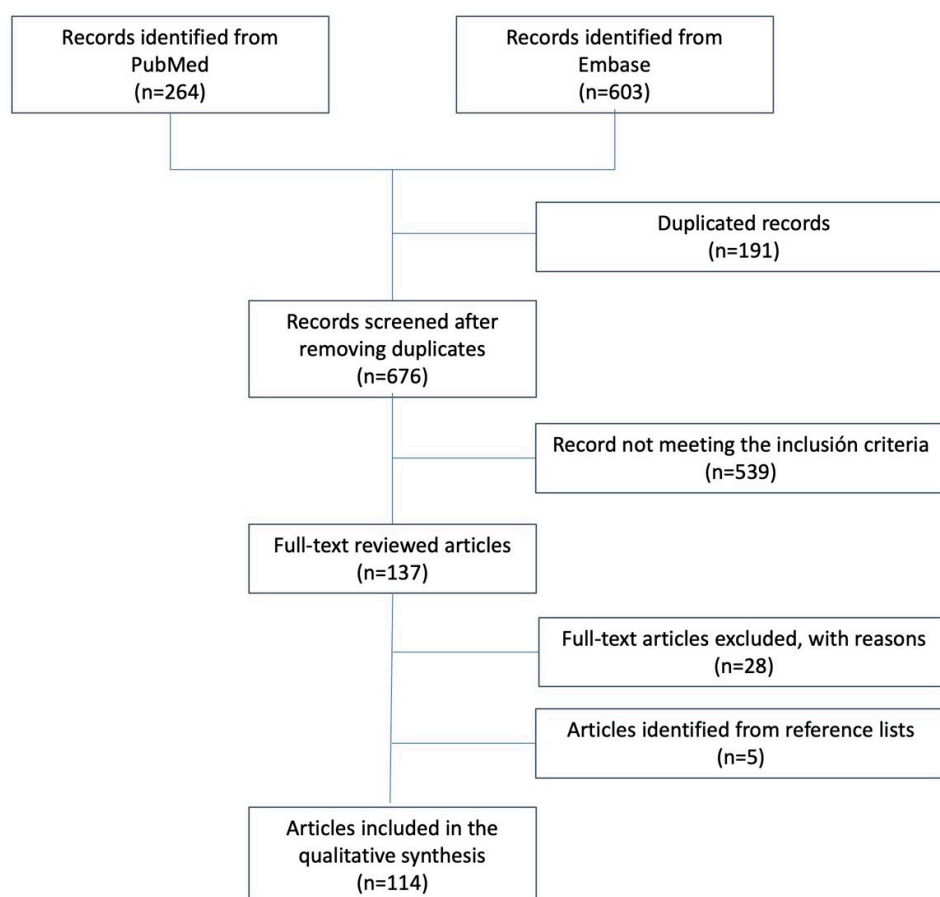 Records identified from
PubMed
(n=264)
Records identified from
Embase
(n=603)
Duplicated records
(n=191)
Records screened after
removing duplicates
(n=676)
Record not meeting the inclusión criteria
(n=539)
Full-text reviewed articles
(n=137)
Full-text articles excluded, with reasons
(n=28)
Articles identified from reference lists
(n=5)
Articles included in the
qualitative synthesis
(n=114)